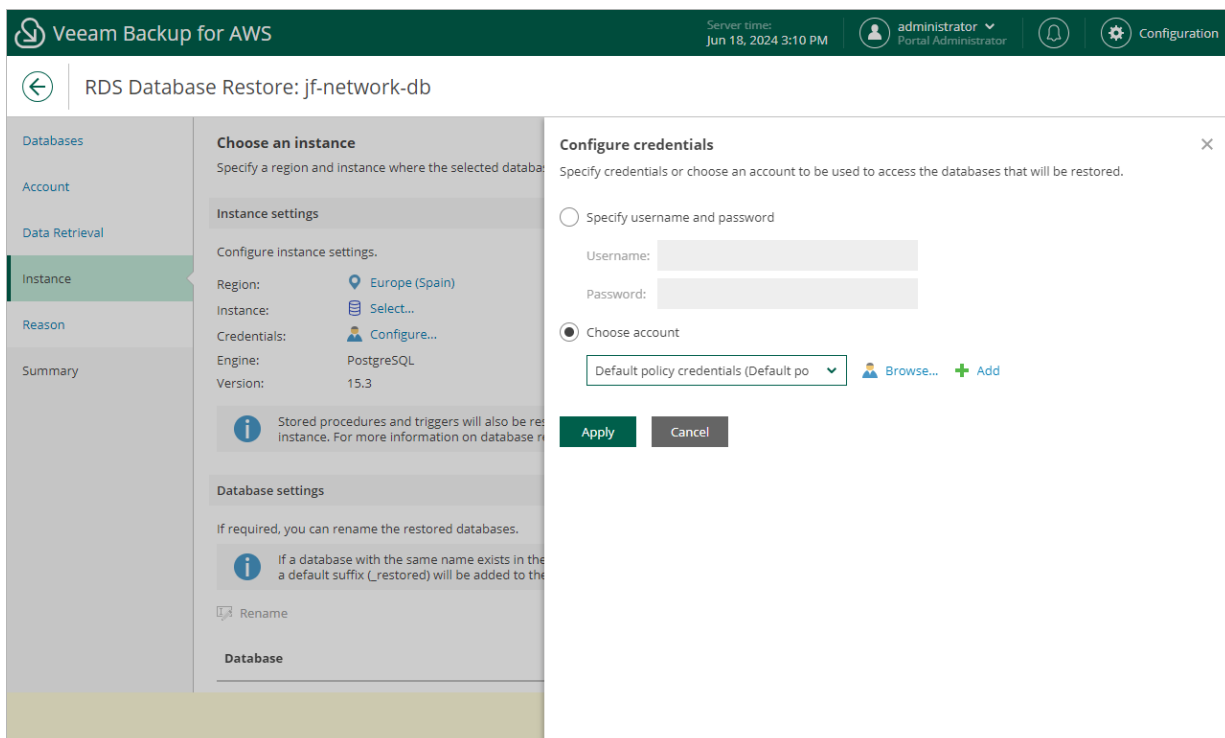 Veeam Backup for AWS
Server time:
Jun 18, 2024 3:10 PM
administrator
Portal Administrator
Configuration
RDS Database Restore: jf-network-db
Databases
Account
Data Retrieval
Instance
Reason
Summary
Choose an instance
Specify a region and instance where the selected
Instance settings
Configure instance settings.
Region: Europe (Spain)
Instance: Select...
Credentials: Configure...
Engine: PostgreSQL
Version: 15.3
Stored procedures and triggers will also be
instance. For more information on database
Database settings
If required, you can rename the restored databases.
If a database with the same name exists in the
a default suffix (_restored) will be added to the
Rename
Database
Configure credentials
Specify credentials or choose an account to be used to access the databases that will be restored.
Specify username and password
Username:
Password:
Choose account
Default policy credentials (Default po
Browse...
Add
Apply
Cancel